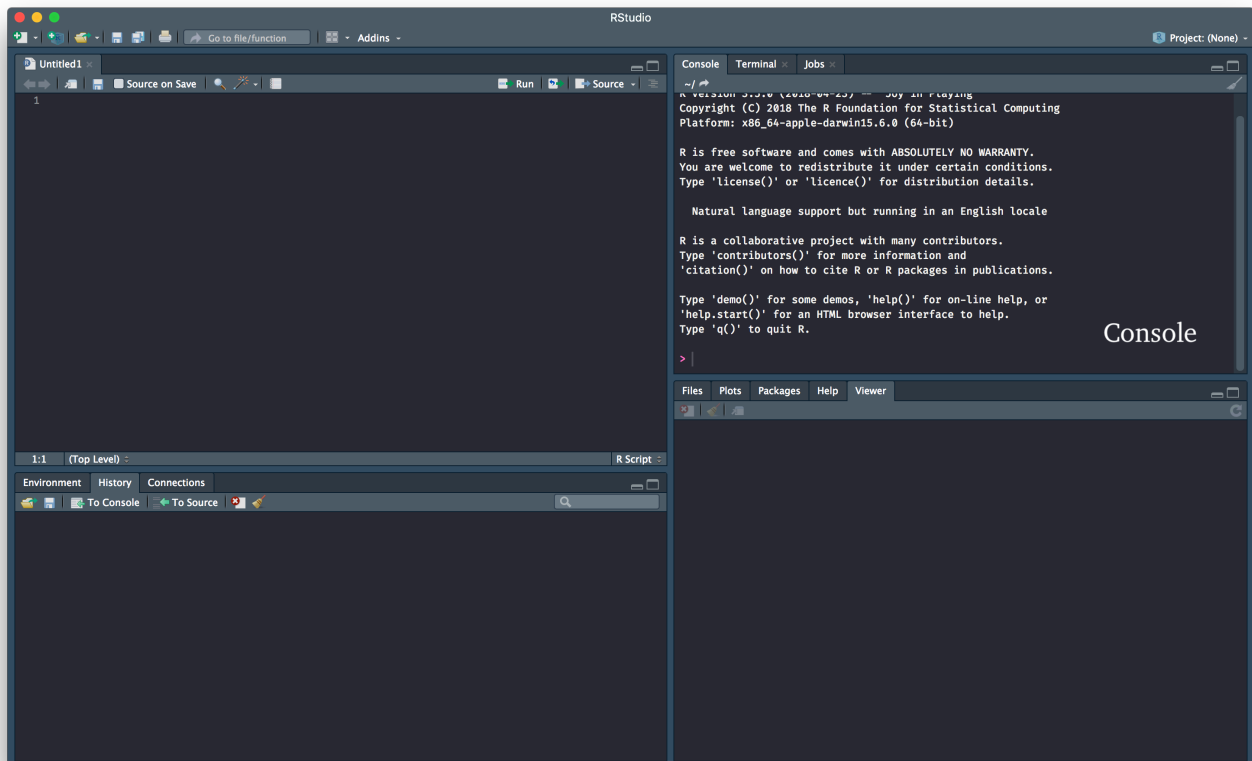 RStudio
Go to file/function
Addins
Project: (None)
Untitled1
Source on Save
Run
Source
1
1:1 (Top Level)
R Script
Environment History Connections
To Console To Source
Console Terminal Jobs
~/
Copyright (C) 2018 The R Foundation for Statistical Computing
Platform: x86_64-apple-darwin15.6.0 (64-bit)
R is free software and comes with ABSOLUTELY NO WARRANTY.
You are welcome to redistribute it under certain conditions.
Type 'license()' or 'licence()' for distribution details.
Natural language support but running in an English locale
R is a collaborative project with many contributors.
Type 'contributors()' for more information and
'citation()' on how to cite R or R packages in publications.
Type 'demo()' for some demos, 'help()' for on-line help, or
'help.start()' for an HTML browser interface to help.
Type 'q()' to quit R.
>
Console
Files Plots Packages Help Viewer